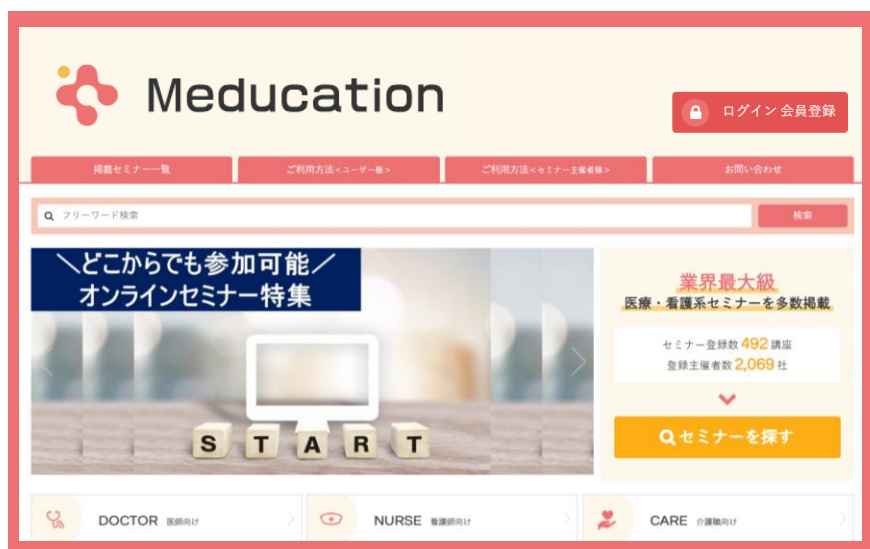 Meducation
ログイン 会員登録
掲載セミナー一覧
ご利用方法<ユーザー様>
ご利用方法<セミナー主催者様>
お問い合わせ
フリーワード検索
検索
＼どこからでも参加可能／
オンラインセミナー特集
START
業界最大級
医療・看護系セミナーを多数掲載
セミナー登録数 492 講座
登録主催者数 2,069 社
セミナーを探す
DOCTOR 医師向け
NURSE 看護師向け
CARE 介護職向け